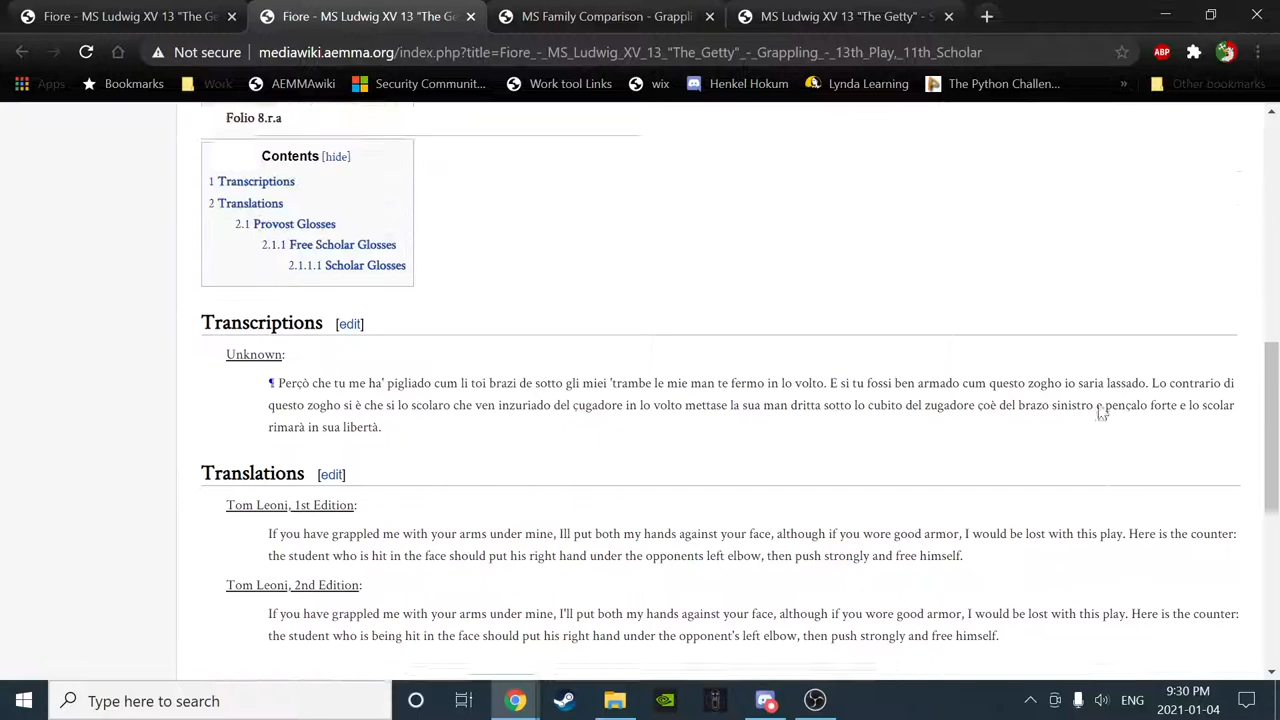 Fiore - MS Ludwig XV 13 "The Ge
Fiore - MS Ludwig XV 13 "The Ge
MS Family Comparison - Grappli
MS Ludwig XV 13 "The Getty" - S
Not secure mediawiki.aemma.org/index.php?title=Fiore_-_MS_Ludwig_XV_13_"The_Getty"_-_Grappling_-_13th_Play,_11th_Scholar
ABP
Apps Bookmarks Work AEMMAwiki Security Communit... Work tool Links wix Henkel Hokum Lynda Learning The Python Challen... » Other bookmarks
Folio 8.r.a
Contents [hide]
1 Transcriptions
2 Translations
2.1 Provost Glosses
2.1.1 Free Scholar Glosses
2.1.1.1 Scholar Glosses
Transcriptions [edit]
Unknown:
¶ Perçò che tu me ha' pigliado cum li toi brazi de sotto gli miei 'trambe le mie man te fermo in lo volto. E si tu fossi ben armado cum questo zogho io saria lassado. Lo contrario di
questo zogho si è che si lo scolaro che ven inzuriado del çugadore in lo volto mettase la sua man dritta sotto lo cubito del zugadore çoè del brazo sinistro e pençalo forte e lo scolar
rimarà in sua libertà.
Translations [edit]
Tom Leoni, 1st Edition:
If you have grappled me with your arms under mine, Ill put both my hands against your face, although if you wore good armor, I would be lost with this play. Here is the counter:
the student who is hit in the face should put his right hand under the opponents left elbow, then push strongly and free himself.
Tom Leoni, 2nd Edition:
If you have grappled me with your arms under mine, I'll put both my hands against your face, although if you wore good armor, I would be lost with this play. Here is the counter:
the student who is being hit in the face should put his right hand under the opponent's left elbow, then push strongly and free himself.
Type here to search
ENG
9:30 PM
2021-01-04